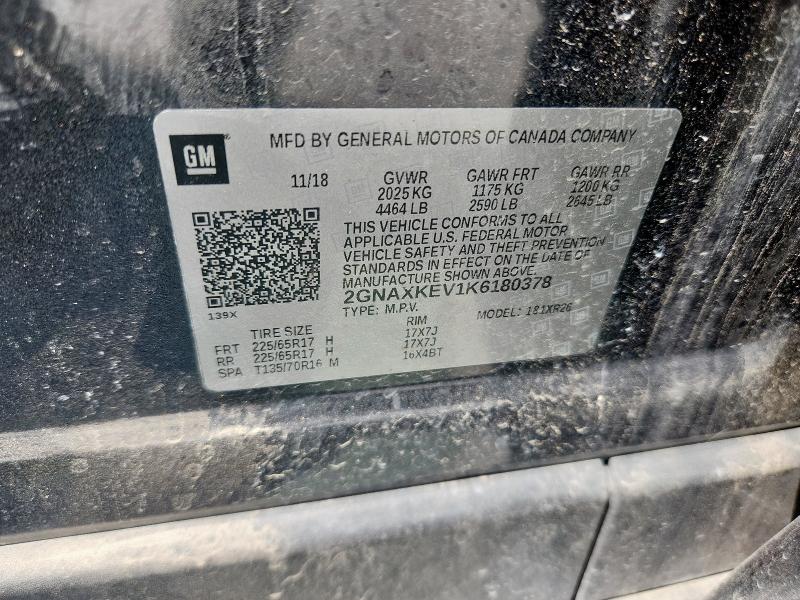 GM
MFD BY GENERAL MOTORS OF CANADA COMPANY
11/18 GVWR GAWR FRT GAWR RR
2025 KG 1175 KG 1200 KG
4464 LB 2590 LB 2645 LB
THIS VEHICLE CONFORMS TO ALL
APPLICABLE U.S. FEDERAL MOTOR
VEHICLE SAFETY AND THEFT PREVENTION
STANDARDS IN EFFECT ON THE DATE OF
MANUFACTURE SHOWN ABOVE.
2GNAXKEV1K6180378
139X
TYPE: M.P.V. MODEL: 181XR26
TIRE SIZE RIM
FRT 225/65R17 H 17X7J
RR 225/65R17 H 17X7J
SPA T135/70R16 M 16X4BT